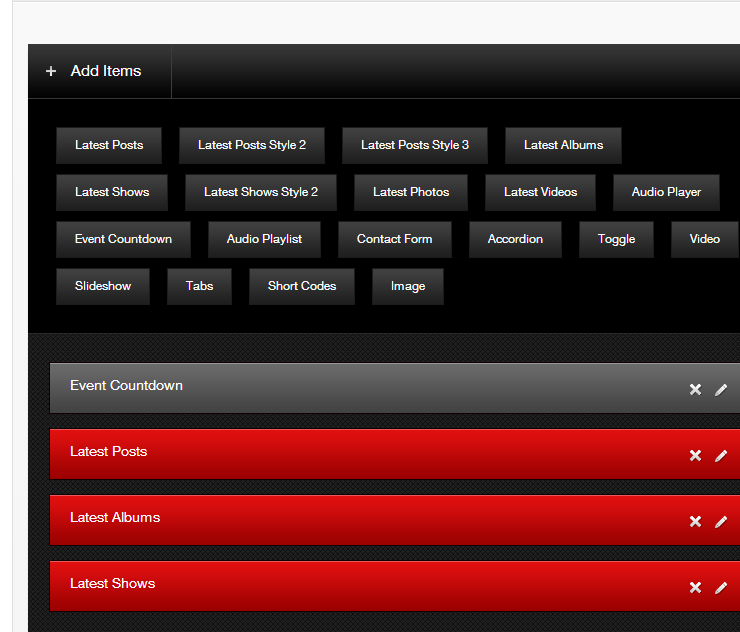 + Add Items
Latest Posts Latest Posts Style 2 Latest Posts Style 3 Latest Albums
Latest Shows Latest Shows Style 2 Latest Photos Latest Videos Audio Player
Event Countdown Audio Playlist Contact Form Accordion Toggle Video
Slideshow Tabs Short Codes Image
Event Countdown
Latest Posts
Latest Albums
Latest Shows